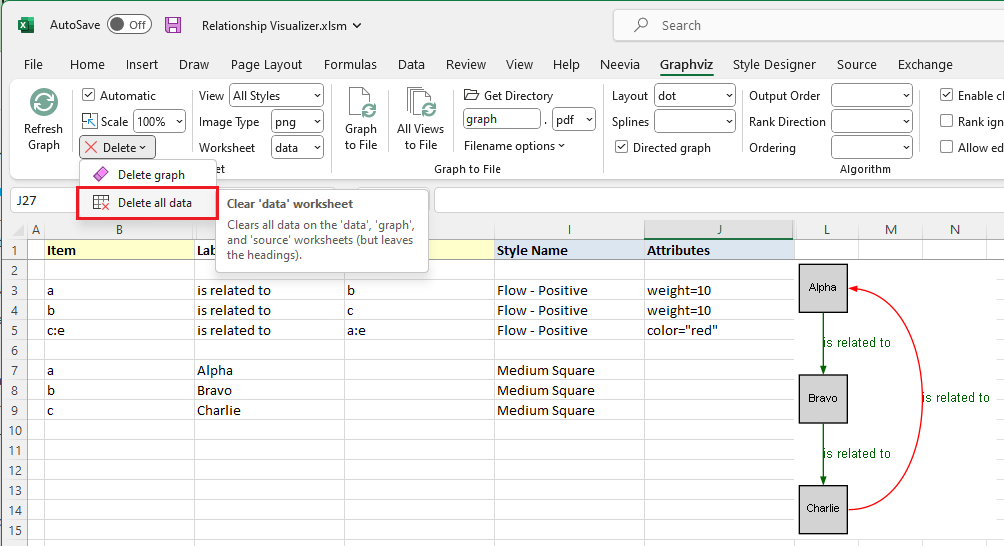 AutoSave Off Relationship Visualizer.xlsm Search
File Home Insert Draw Page Layout Formulas Data Review View Help Neevia Graphviz Style Designer Source Exchange
Automatic View All Styles Get Directory Layout dot Output Order Enable
Refresh Graph Scale 100% Image Type png Graph to File All Views to File graph . pdf Splines Rank Direction Rank
Delete Worksheet data Filename options Directed graph Ordering Allow
Graph to File Algorithm
Delete graph
Delete all data
J27
Clear 'data' worksheet
Clears all data on the 'data', 'graph',
and 'source' worksheets (but leaves
the headings).
A B I J L M N
1 Item Style Name Attributes
2
3 a is related to b Flow - Positive weight=10
4 b is related to c Flow - Positive weight=10
5 c:e is related to a:e Flow - Positive color="red"
6
7 a Alpha Medium Square
8 b Bravo Medium Square
9 c Charlie Medium Square
10
11
12
13
14
15
Alpha
is related to
Bravo
is related to
is related to
Charlie